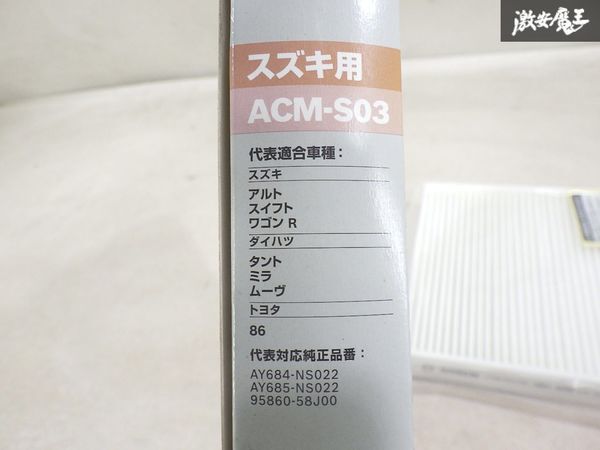 激安魔王
スズキ用
ACM-S03
代表適合車種：
スズキ
アルト
スイフト
ワゴン R
ダイハツ
タント
ミラ
ムーヴ
トヨタ
86
代表対応純正品番：
AY684-NS022
AY685-NS022
95860-58J00